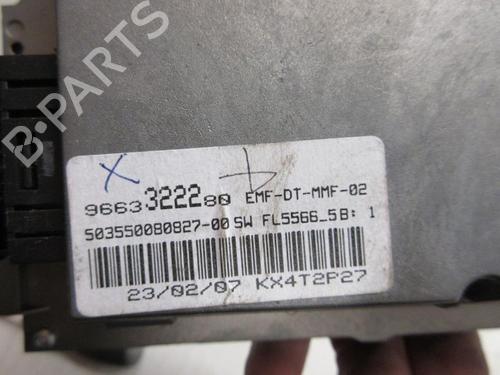 B-PARTS
9663322280 EMF-DT-MMF-02
503550080827-00 SW FL5566_5B: 1
23/02/07 KX4T2P27